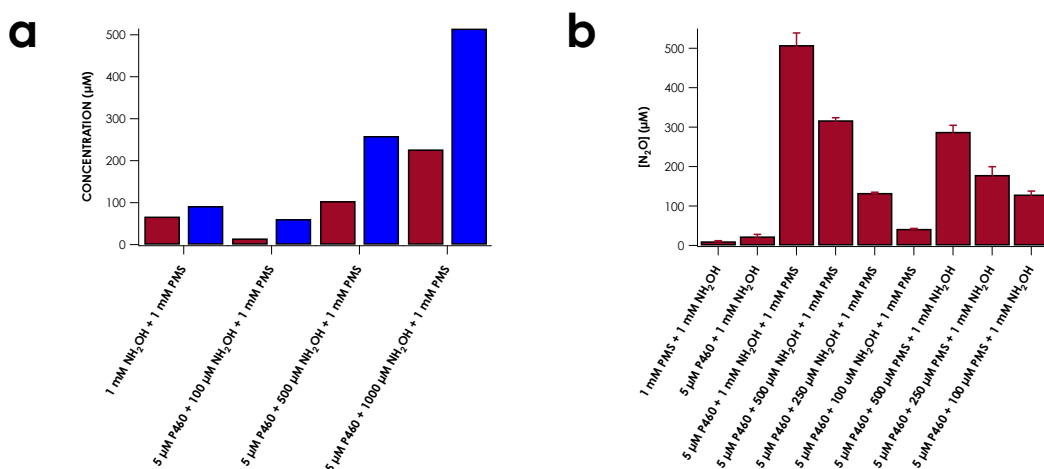 a
CONCENTRATION (µM)
500
400
300
200
100
0
1 mM NH₂OH + 1 mM PMS
5 µM P460 + 100 µM NH₂OH + 1 mM PMS
5 µM P460 + 500 µM NH₂OH + 1 mM PMS
5 µM P460 + 1000 µM NH₂OH + 1 mM PMS
b
[N₂O] (µM)
500
400
300
200
100
0
1 mM PMS + 1 mM NH₂OH
5 µM P460 + 1 mM NH₂OH
5 µM P460 + 1 mM NH₂OH + 1 mM PMS
5 µM P460 + 500 µM NH₂OH + 1 mM PMS
5 µM P460 + 250 µM NH₂OH + 1 mM PMS
5 µM P460 + 100 uM NH₂OH + 1 mM PMS
5 µM P460 + 500 µM PMS + 1 mM NH₂OH
5 µM P460 + 250 µM PMS + 1 mM NH₂OH
5 µM P460 + 100 µM PMS + 1 mM NH₂OH